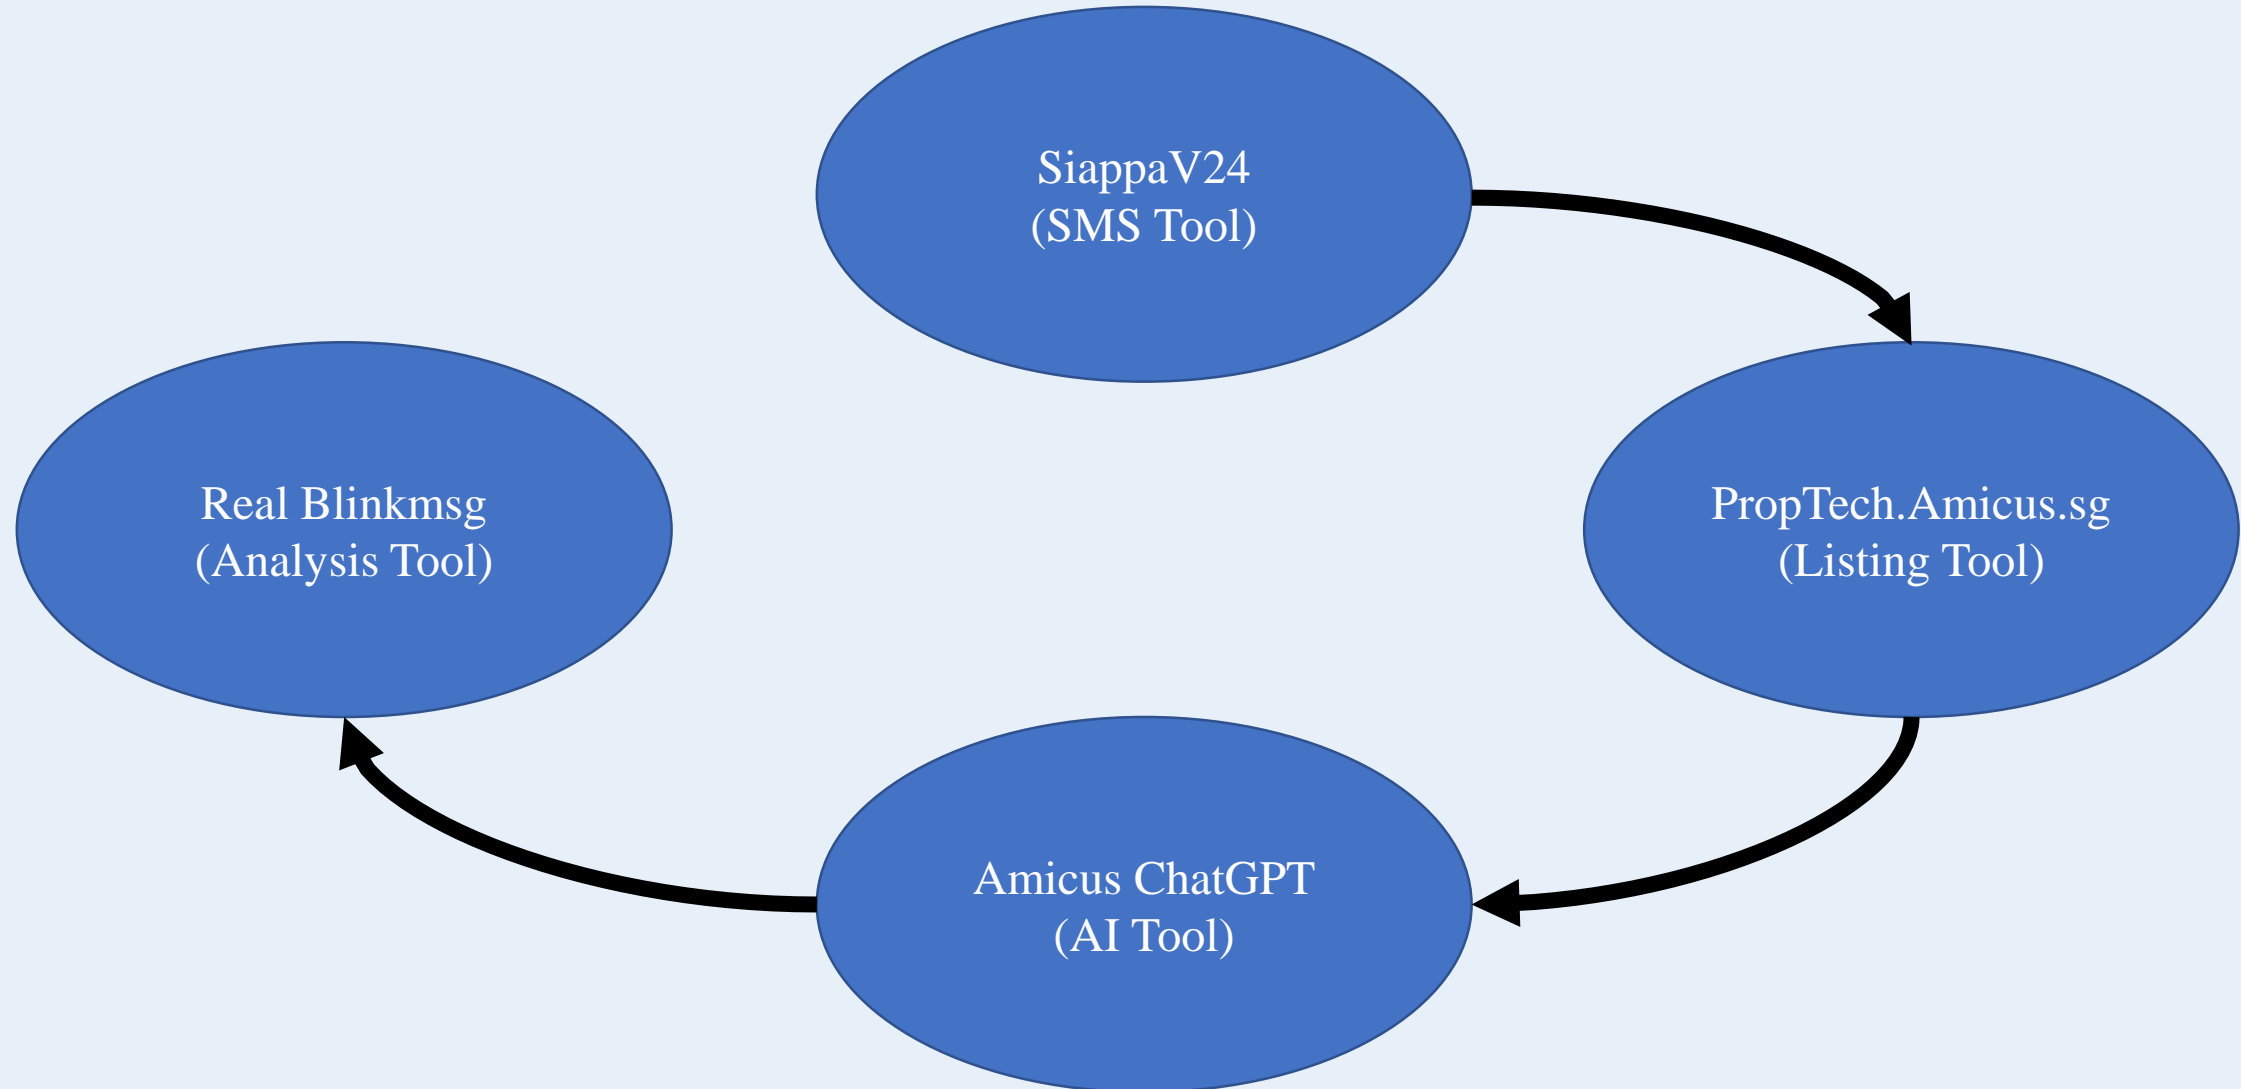 SiappaV24
(SMS Tool)
Real Blinkmsg
(Analysis Tool)
PropTech.Amicus.sg
(Listing Tool)
Amicus ChatGPT
(AI Tool)